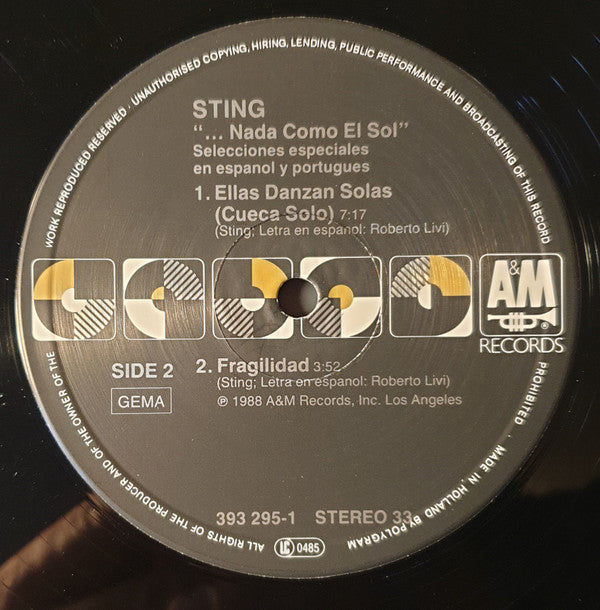 WORK REPRODUCED RESERVED · UNAUTHORISED COPYING, HIRING, LENDING, PUBLIC PERFORMANCE AND BROADCASTING OF THIS RECORD PROHIBITED · MADE IN HOLLAND BY POLYGRAM
ALL RIGHTS OF THE PRODUCER AND OF THE OWNER OF THE
STING
“... Nada Como El Sol”
Selecciones especiales
en espanol y portugues
1. Ellas Danzan Solas
(Cueca Solo) 7:17
(Sting; Letra en espanol: Roberto Livi)
A&M
®
RECORDS
SIDE 2
GEMA
2. Fragilidad 3:52
(Sting; Letra en espanol: Roberto Livi)
℗ 1988 A&M Records, Inc. Los Angeles
393 295-1 STEREO 33
LC 0485